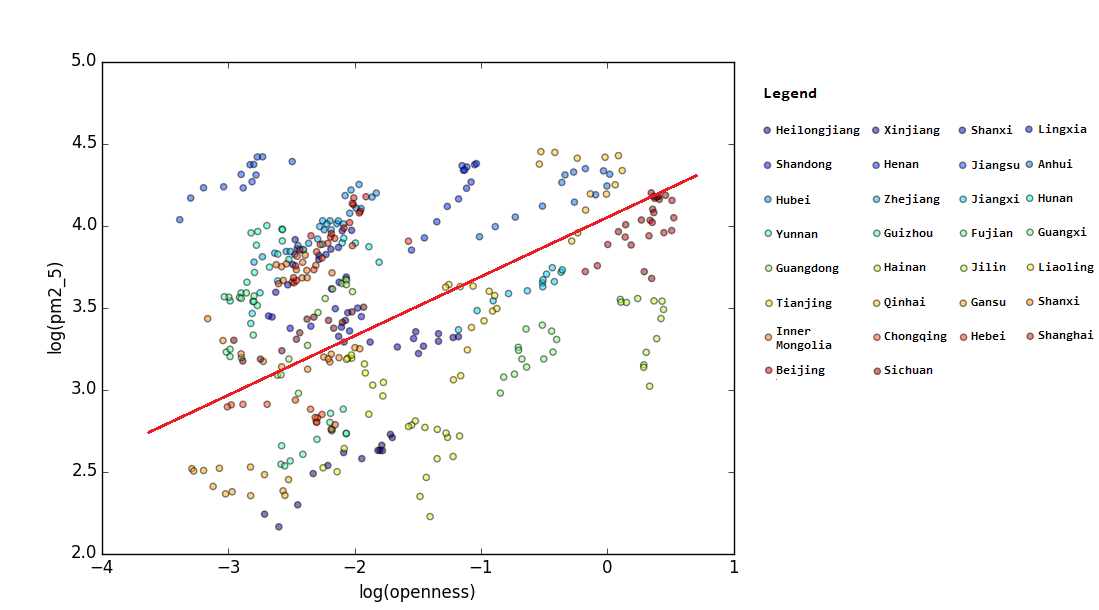 5.0
4.5
4.0
3.5
3.0
2.5
2.0
log(pm2_5)
−4 −3 −2 −1 0 1
log(openness)
Legend
Heilongjiang Xinjiang Shanxi Lingxia
Shandong Henan Jiangsu Anhui
Hubei Zhejiang Jiangxi Hunan
Yunnan Guizhou Fujian Guangxi
Guangdong Hainan Jilin Liaoling
Tianjing Qinhai Gansu Shanxi
Inner
Mongolia Chongqing Hebei Shanghai
Beijing Sichuan